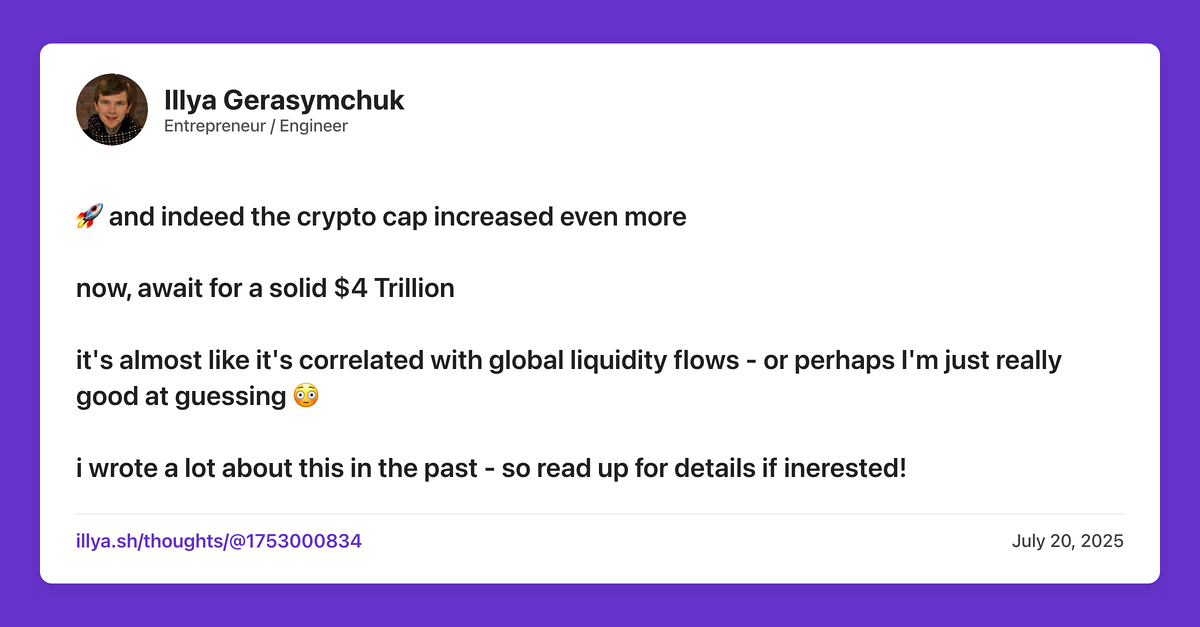 Illya Gerasymchuk
Entrepreneur / Engineer
🚀 and indeed the crypto cap increased even more
now, await for a solid $4 Trillion
it's almost like it's correlated with global liquidity flows - or perhaps I'm just really
good at guessing 😳
i wrote a lot about this in the past - so read up for details if inerested!
illya.sh/thoughts/@1753000834
July 20, 2025